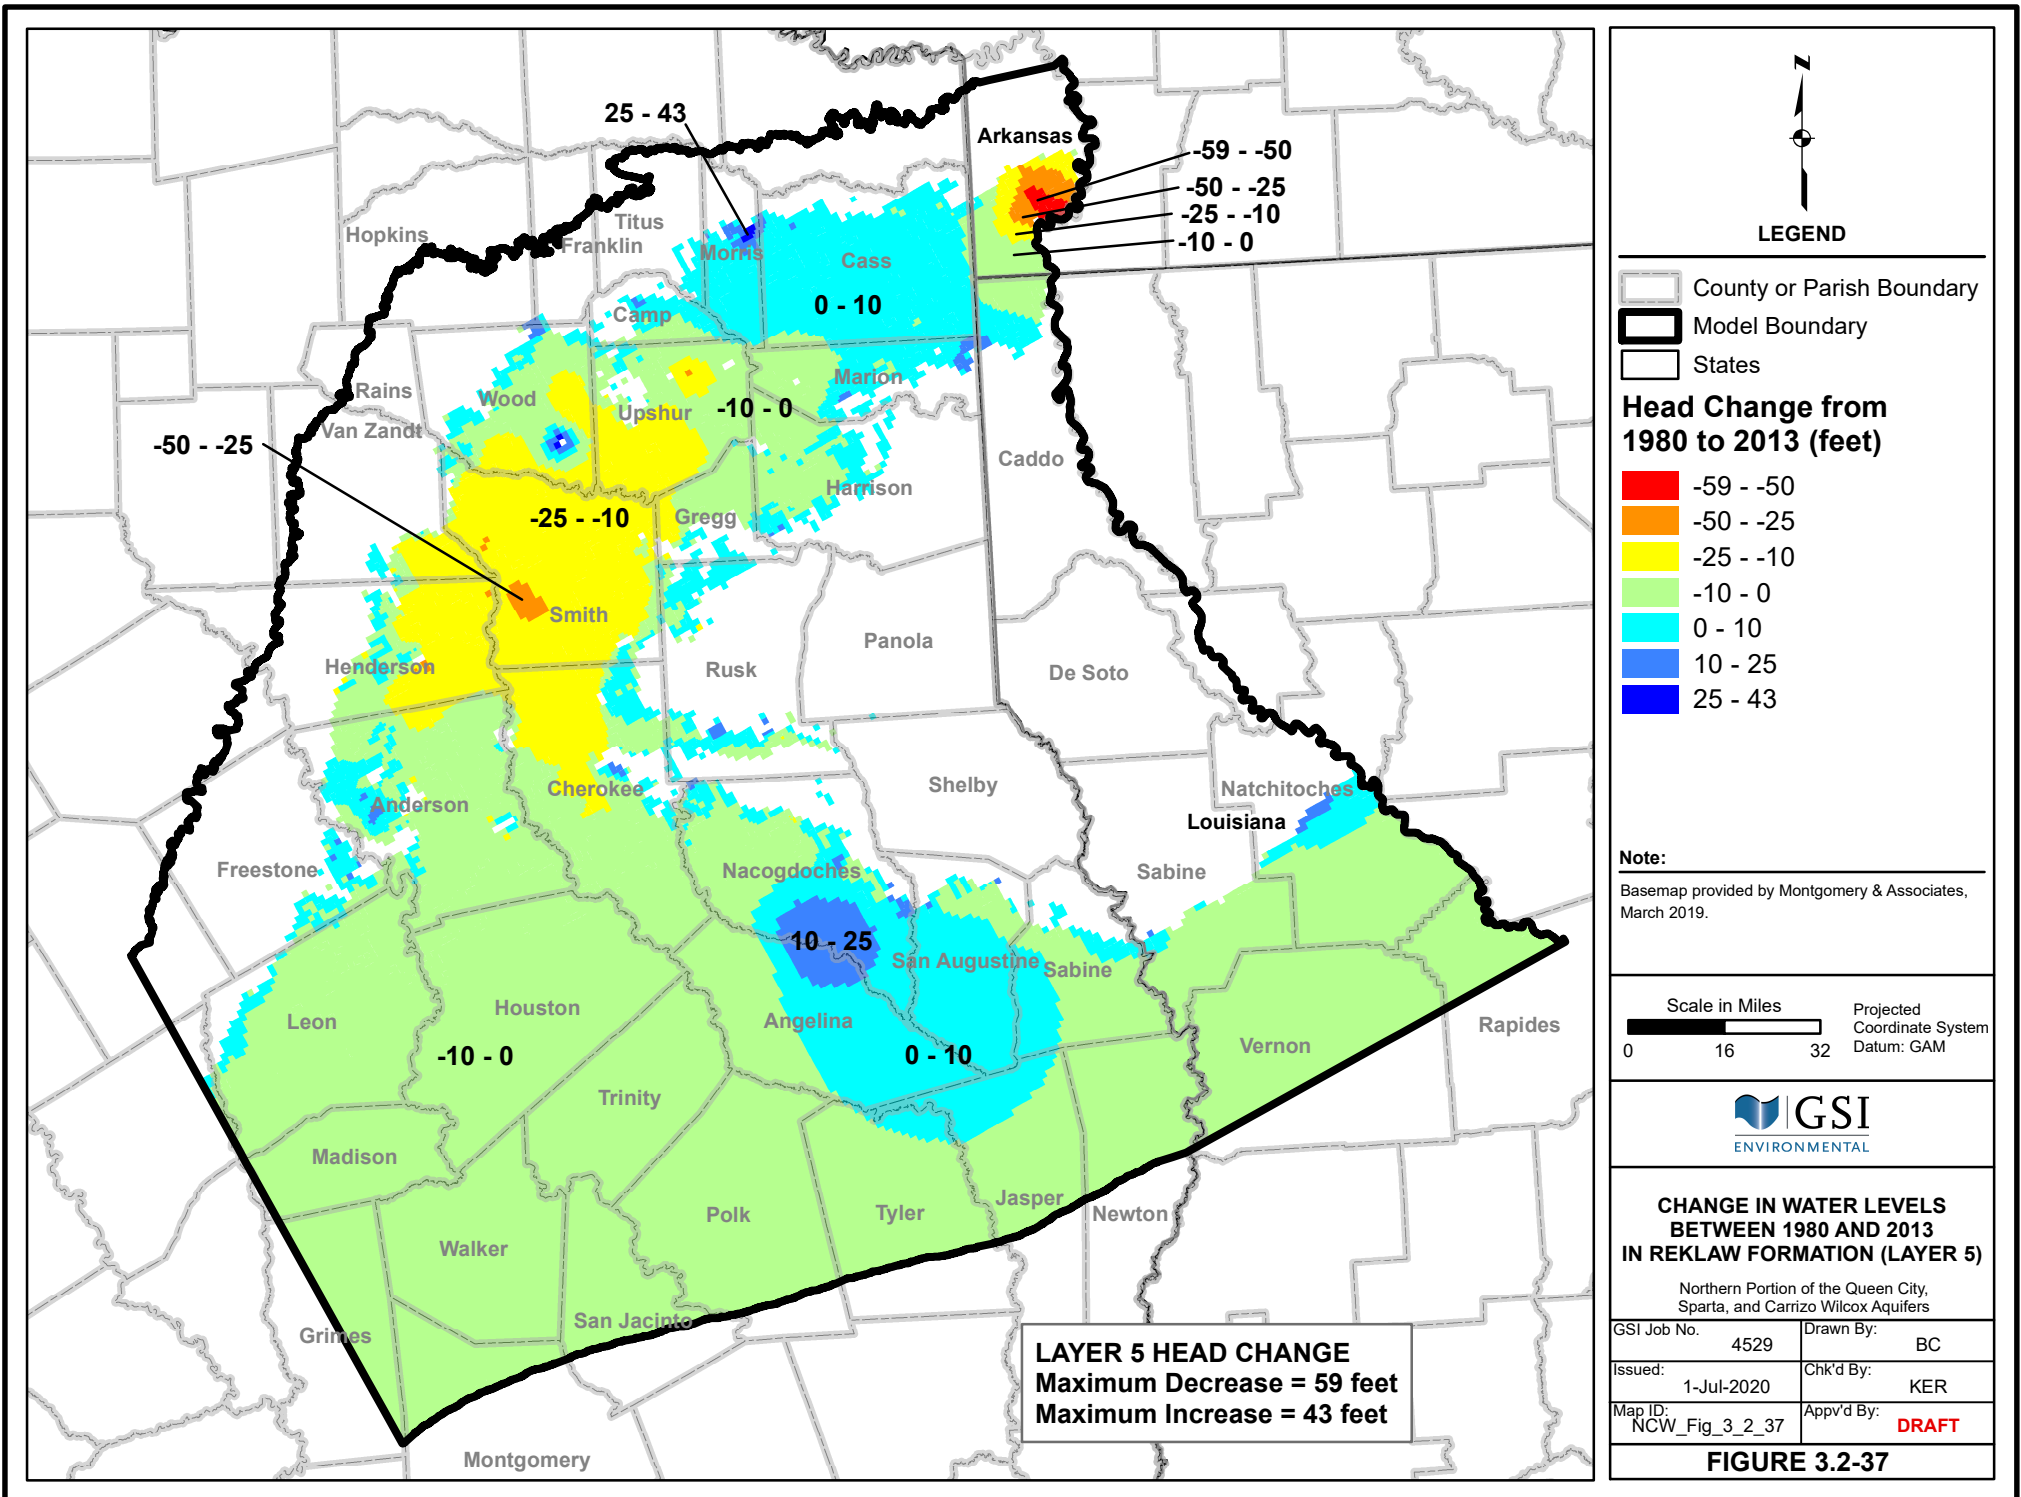 25 - 43
Arkansas
-59 - -50
-50 - -25
-25 - -10
-10 - 0
Hopkins
Titus
Franklin
Morris
Cass
0 - 10
Camp
Rains
Wood
Marion
Upshur
-10 - 0
Van Zandt
-50 - -25
Caddo
Harrison
-25 - -10
Gregg
Smith
Panola
Henderson
Rusk
De Soto
Shelby
Cherokee
Anderson
Natchitoches
Louisiana
Freestone
Nacogdoches
Sabine
10 - 25
San Augustine
Sabine
Houston
Leon
Angelina
Rapides
Vernon
-10 - 0
0 - 10
Trinity
Madison
Jasper
Polk
Tyler
Newton
Walker
San Jacinto
Grimes
Montgomery
LAYER 5 HEAD CHANGE
Maximum Decrease = 59 feet
Maximum Increase = 43 feet
N
LEGEND
County or Parish Boundary
Model Boundary
States
Head Change from
1980 to 2013 (feet)
-59 - -50
-50 - -25
-25 - -10
-10 - 0
0 - 10
10 - 25
25 - 43
Note:
Basemap provided by Montgomery & Associates,
March 2019.
Scale in Miles
0 16 32
Projected
Coordinate System
Datum: GAM
GSI
ENVIRONMENTAL
CHANGE IN WATER LEVELS
BETWEEN 1980 AND 2013
IN REKLAW FORMATION (LAYER 5)
Northern Portion of the Queen City,
Sparta, and Carrizo Wilcox Aquifers
GSI Job No. 4529
Drawn By: BC
Issued: 1-Jul-2020
Chk'd By: KER
Map ID: NCW_Fig_3_2_37
Appv'd By: DRAFT
FIGURE 3.2-37